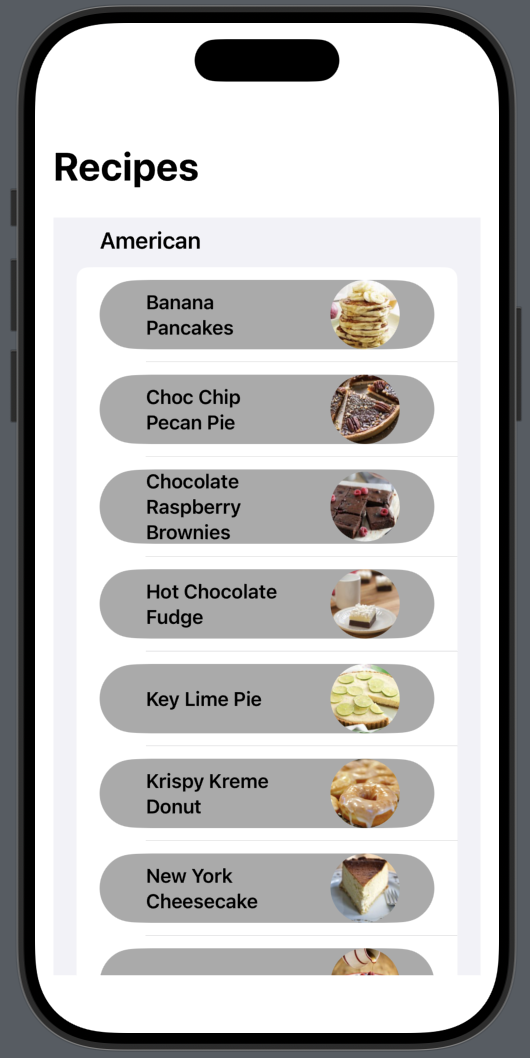 Recipes
American
Banana
Pancakes
Choc Chip
Pecan Pie
Chocolate
Raspberry
Brownies
Hot Chocolate
Fudge
Key Lime Pie
Krispy Kreme
Donut
New York
Cheesecake